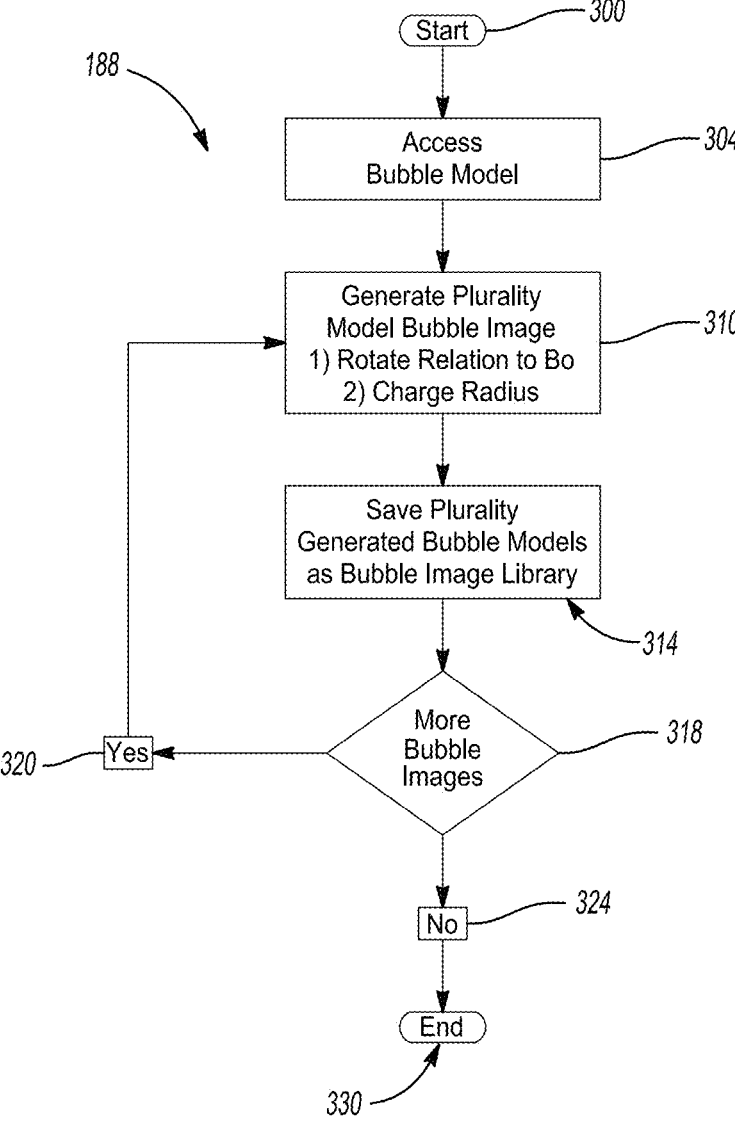 300
Start
188
Access
Bubble Model
304
Generate Plurality
Model Bubble Image
1) Rotate Relation to Bo
2) Charge Radius
310
Save Plurality
Generated Bubble Models
as Bubble Image Library
314
More
Bubble
Images
318
320
Yes
No
324
End
330